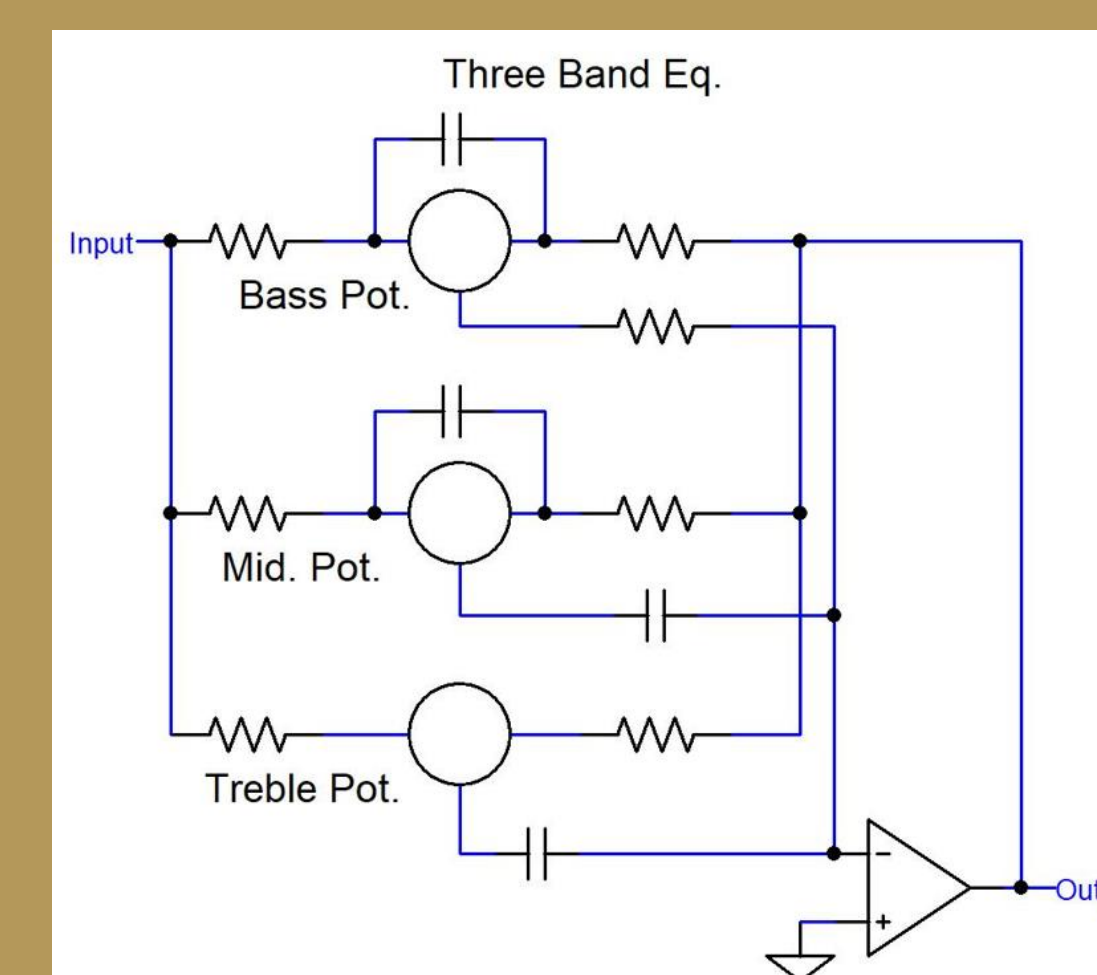 Three Band Eq.
Input
Bass Pot.
Mid. Pot.
Treble Pot.
−
Out
+